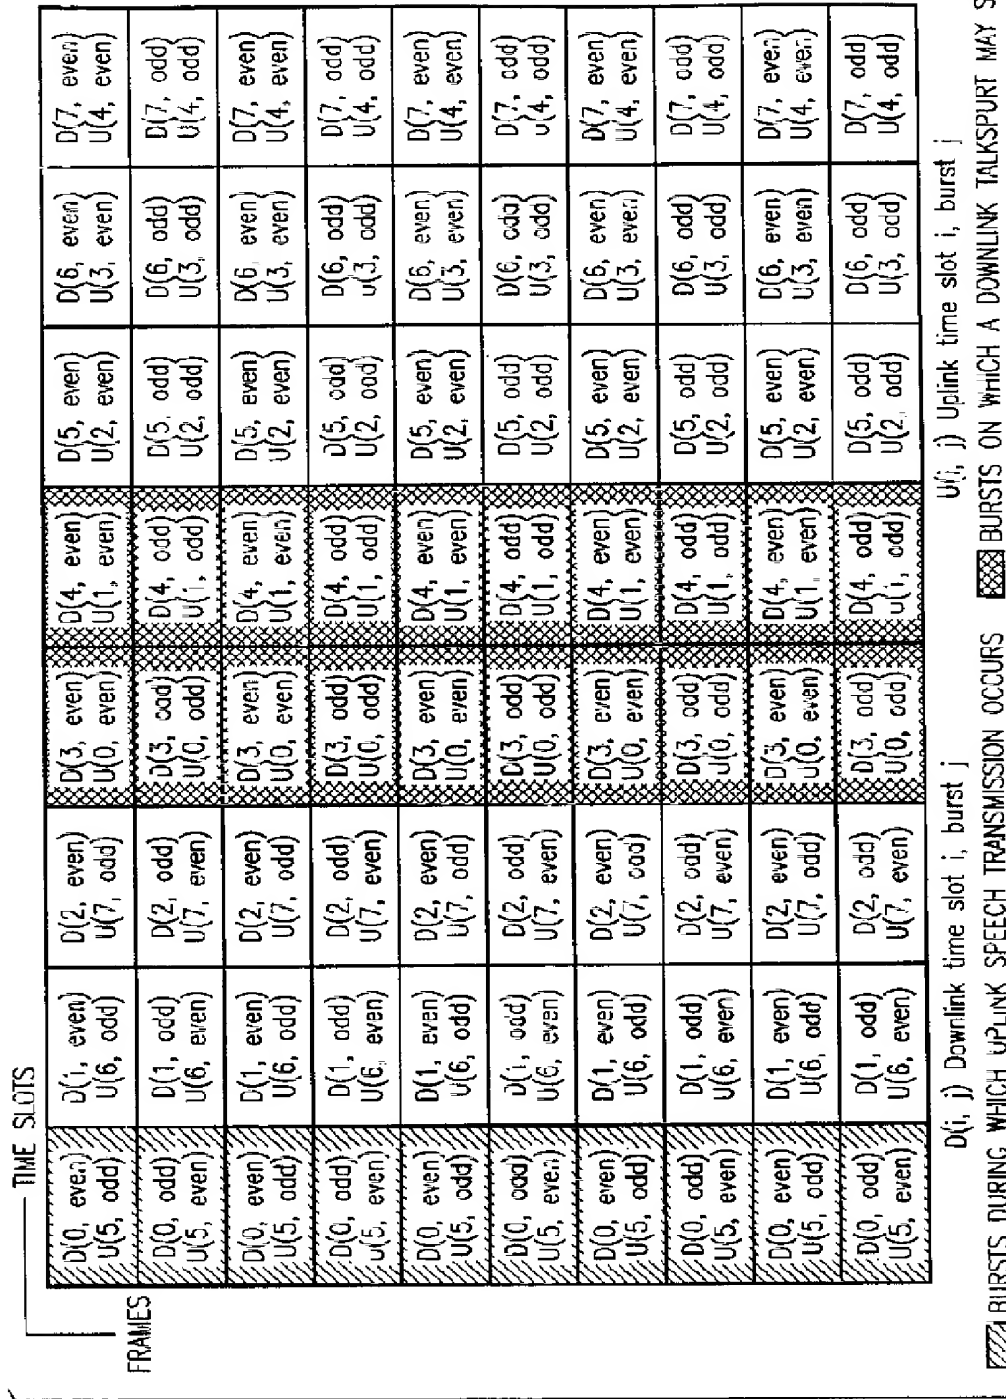 TIME SLOTS
FRAMES
D(0, even) D(1, even) D(2, even) D(3, even) D(4, even) D(5, even) D(6, even) D(7, even)
U(5, odd) U(6, odd) U(7, odd) U(0, even) U(1, even) U(2, even) U(3, even) U(4, even)
D(0, odd) D(1, odd) D(2, odd) D(3, odd) D(4, odd) D(5, odd) D(6, odd) D(7, odd)
U(5, even) U(6, even) U(7, even) U(0, odd) U(1, odd) U(2, odd) U(3, odd) U(4, odd)
D(0, even) D(1, even) D(2, even) D(3, even) D(4, even) D(5, even) D(6, even) D(7, even)
U(5, odd) U(6, odd) U(7, odd) U(0, even) U(1, even) U(2, even) U(3, even) U(4, even)
D(0, odd) D(1, odd) D(2, odd) D(3, odd) D(4, odd) D(5, odd) D(6, odd) D(7, odd)
U(5, even) U(6, even) U(7, even) U(0, odd) U(1, odd) U(2, odd) U(3, odd) U(4, odd)
D(0, even) D(1, even) D(2, even) D(3, even) D(4, even) D(5, even) D(6, even) D(7, even)
U(5, odd) U(6, odd) U(7, odd) U(0, even) U(1, even) U(2, even) U(3, even) U(4, even)
D(0, odd) D(1, odd) D(2, odd) D(3, odd) D(4, odd) D(5, odd) D(6, odd) D(7, odd)
U(5, even) U(6, even) U(7, even) U(0, odd) U(1, odd) U(2, odd) U(3, odd) U(4, odd)
D(0, even) D(1, even) D(2, even) D(3, even) D(4, even) D(5, even) D(6, even) D(7, even)
U(5, odd) U(6, odd) U(7, odd) U(0, even) U(1, even) U(2, even) U(3, even) U(4, even)
D(0, odd) D(1, odd) D(2, odd) D(3, odd) D(4, odd) D(5, odd) D(6, odd) D(7, odd)
U(5, even) U(6, even) U(7, even) U(0, odd) U(1, odd) U(2, odd) U(3, odd) U(4, odd)
D(0, even) D(1, even) D(2, even) D(3, even) D(4, even) D(5, even) D(6, even) D(7, even)
U(5, odd) U(6, odd) U(7, odd) U(0, even) U(1, even) U(2, even) U(3, even) U(4, even)
D(0, odd) D(1, odd) D(2, odd) D(3, odd) D(4, odd) D(5, odd) D(6, odd) D(7, odd)
U(5, even) U(6, even) U(7, even) U(0, odd) U(1, odd) U(2, odd) U(3, odd) U(4, odd)
D(i, j) Downlink time slot i, burst j U(i, j) Uplink time slot i, burst j
BURSTS DURING WHICH UPLINK SPEECH TRANSMISSION OCCURS BURSTS ON WHICH A DOWNLINK TALKSPURT MAY